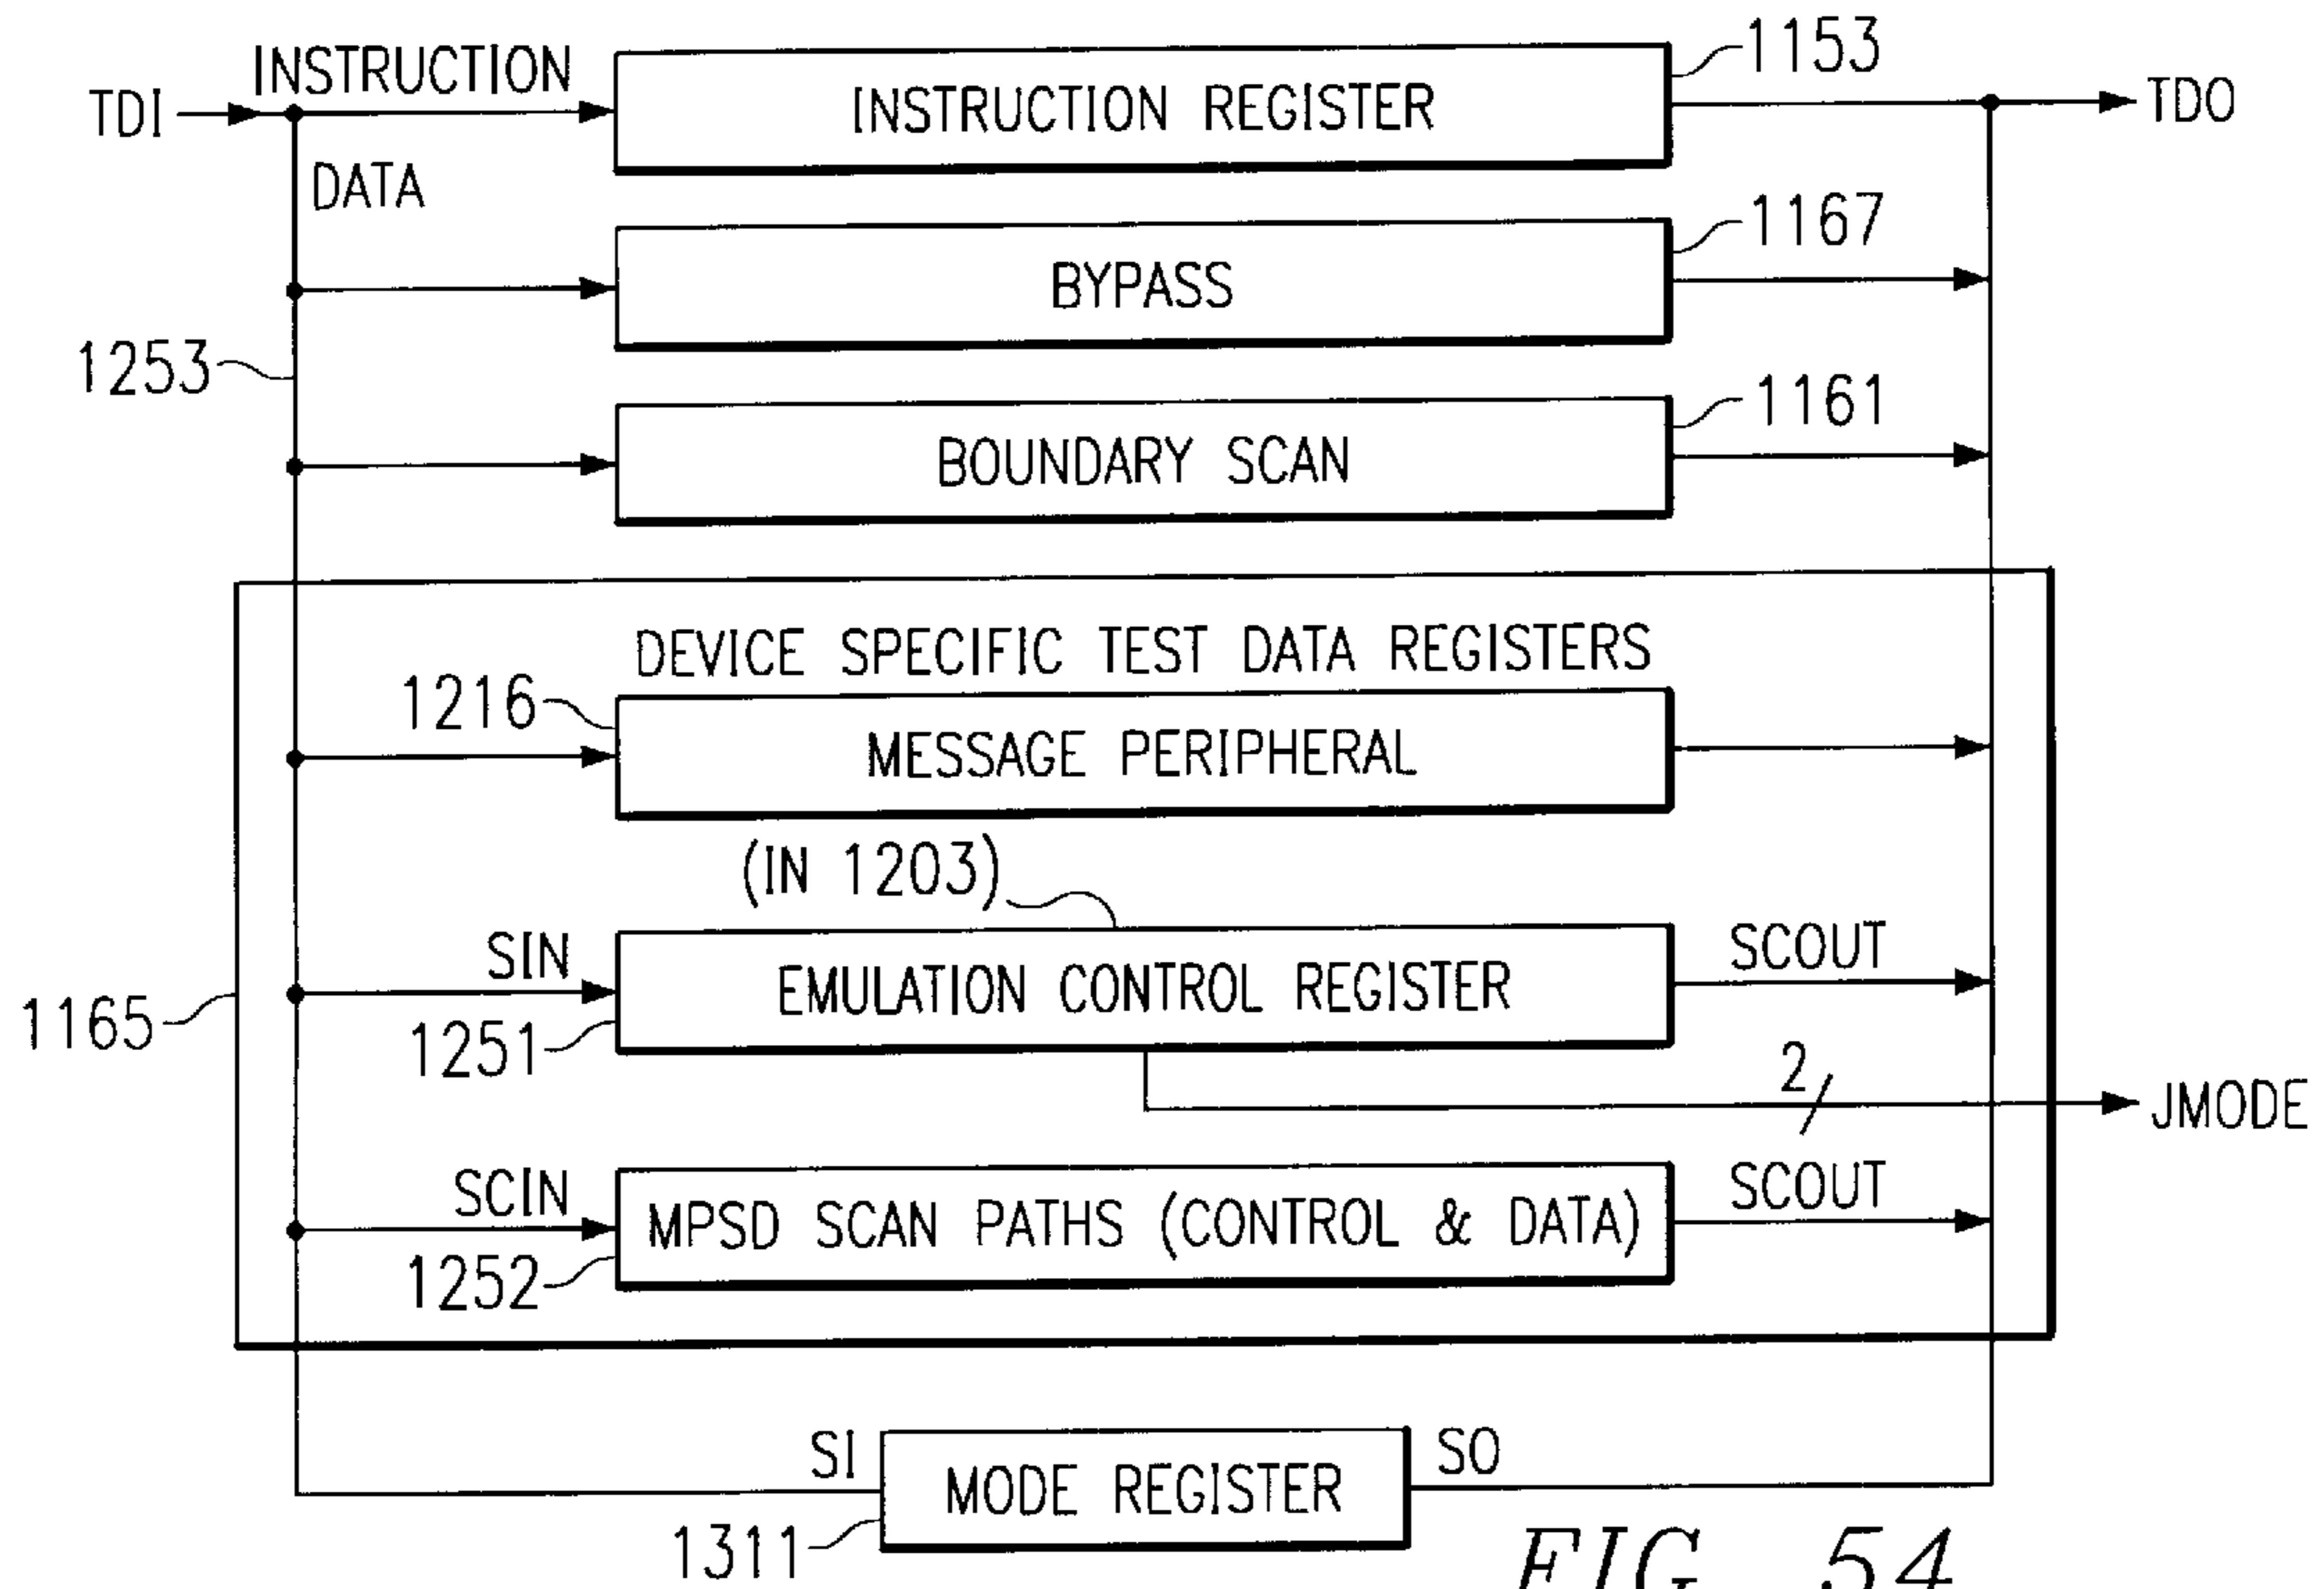 INSTRUCTION
1153
TDI
INSTRUCTION REGISTER
TDO
DATA
1167
BYPASS
1253
1161
BOUNDARY SCAN
DEVICE SPECIFIC TEST DATA REGISTERS
1216
MESSAGE PERIPHERAL
(IN 1203)
SIN
SCOUT
EMULATION CONTROL REGISTER
1165
1251
2
JMODE
SCIN
SCOUT
MPSD SCAN PATHS (CONTROL & DATA)
1252
SI
SO
MODE REGISTER
1311
FIG. 54